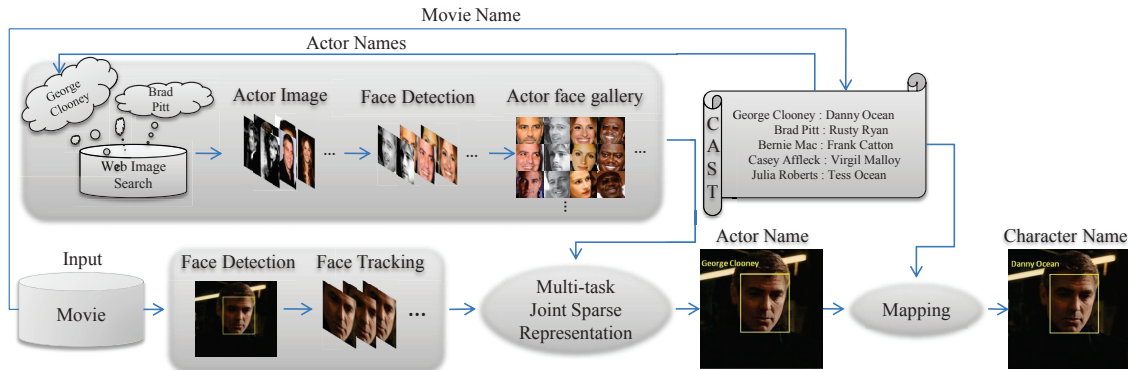 Movie Name
Actor Names
George
Clooney
Brad
Pitt
Web Image
Search
Actor Image
...
Face Detection
...
Actor face gallery
...
...
C
A
S
T
George Clooney : Danny Ocean
Brad Pitt : Rusty Ryan
Bernie Mac : Frank Catton
Casey Affleck : Virgil Malloy
Julia Roberts : Tess Ocean
Input
Movie
Face Detection
Face Tracking
...
Multi-task
Joint Sparse
Representation
Actor Name
George Clooney
Mapping
Character Name
Danny Ocean